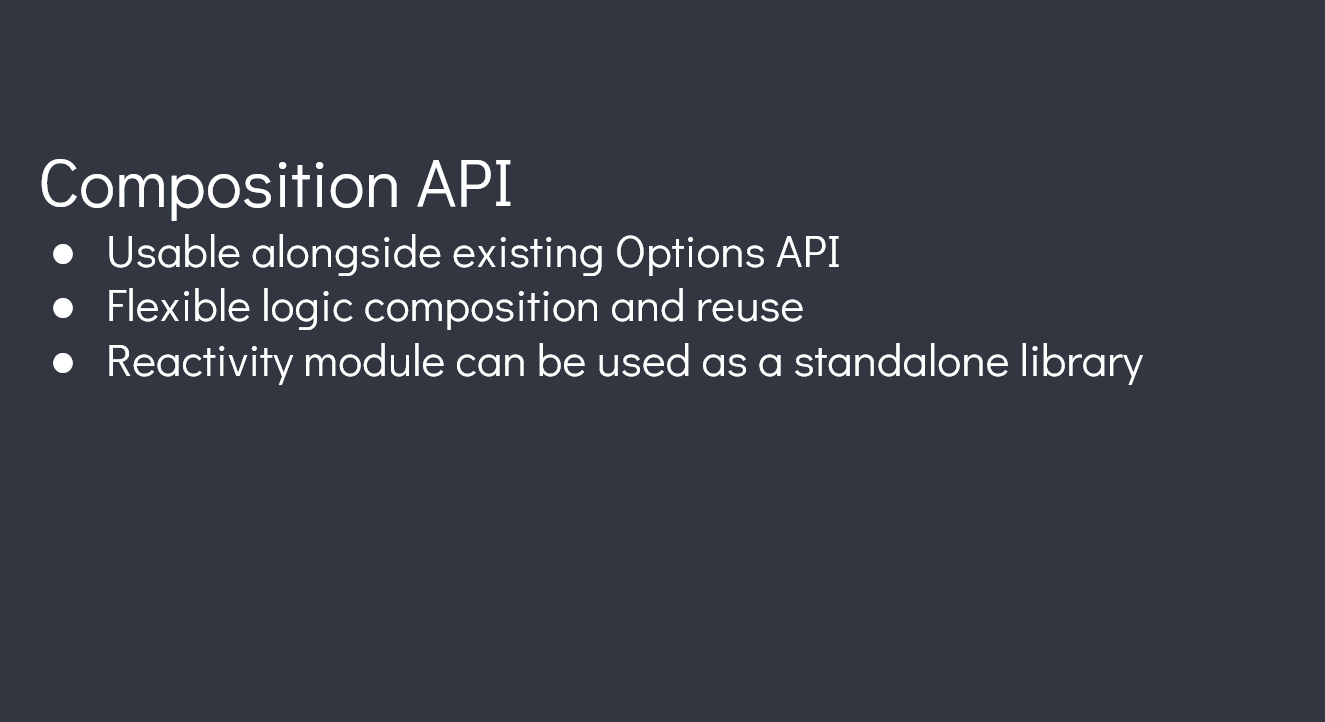 Composition API
● Usable alongside existing Options API
● Flexible logic composition and reuse
● Reactivity module can be used as a standalone library